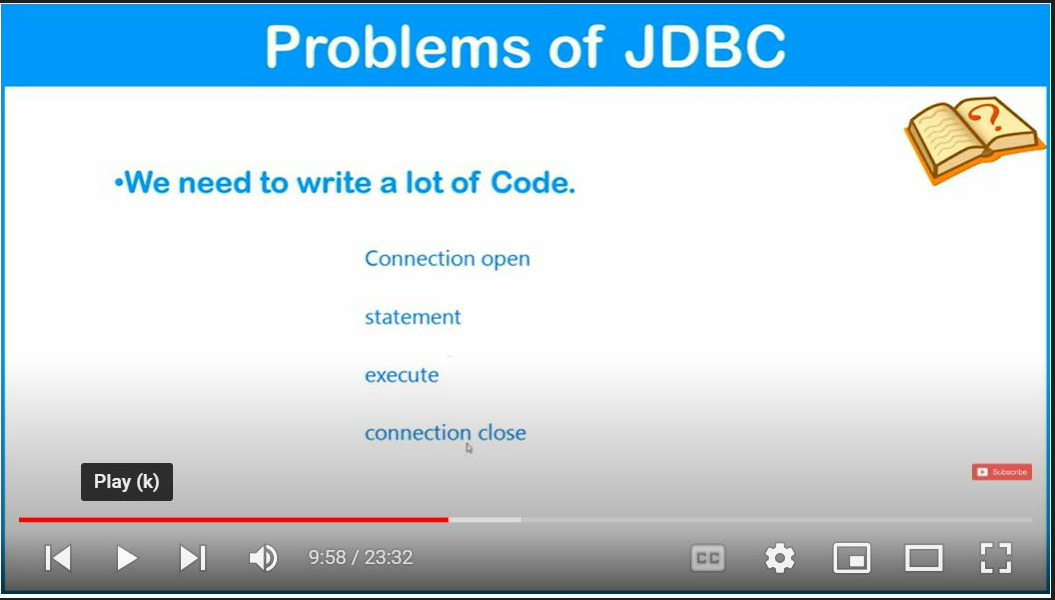 Problems of JDBC
•We need to write a lot of Code.
Connection open
statement
execute
connection close
Subscribe
Play (k)
9:58 / 23:32
CC